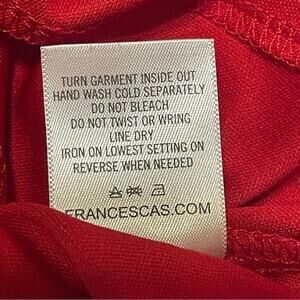 TURN GARMENT INSIDE OUT
HAND WASH COLD SEPARATELY
DO NOT BLEACH
DO NOT TWIST OR WRING
LINE DRY
IRON ON LOWEST SETTING ON
REVERSE WHEN NEEDED
FRANCESCAS.COM